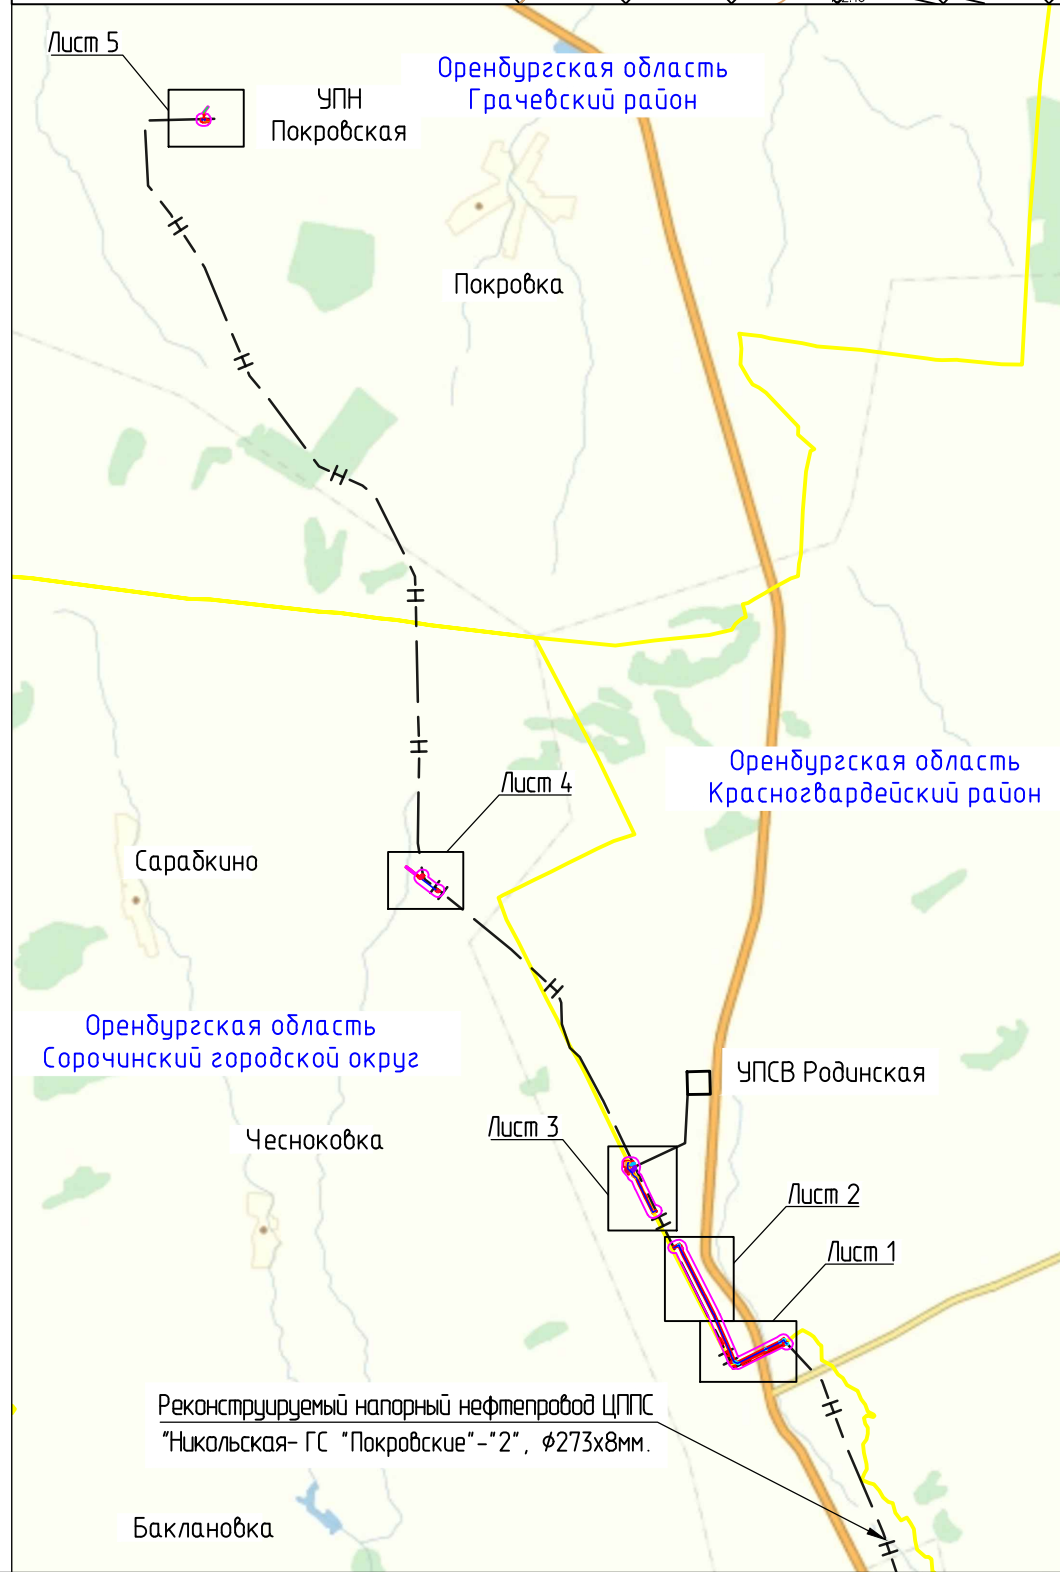 Лист 5
Оренбургская область
Грачевский район
УПН
Покровская
Покровка
Н
Н
Н
Н
Н
Оренбургская область
Красногвардейский район
Лист 4
Сарабкино
Н
Оренбургская область
Сорочинский городской округ
УПСВ Родинская
Лист 3
Чесноковка
Лист 2
Н
Лист 1
Реконструируемый напорный нефтепровод ЦППС
"Никольская- ГС "Покровские"-"2", ϕ273х8мм.
Н
Баклановка
Н